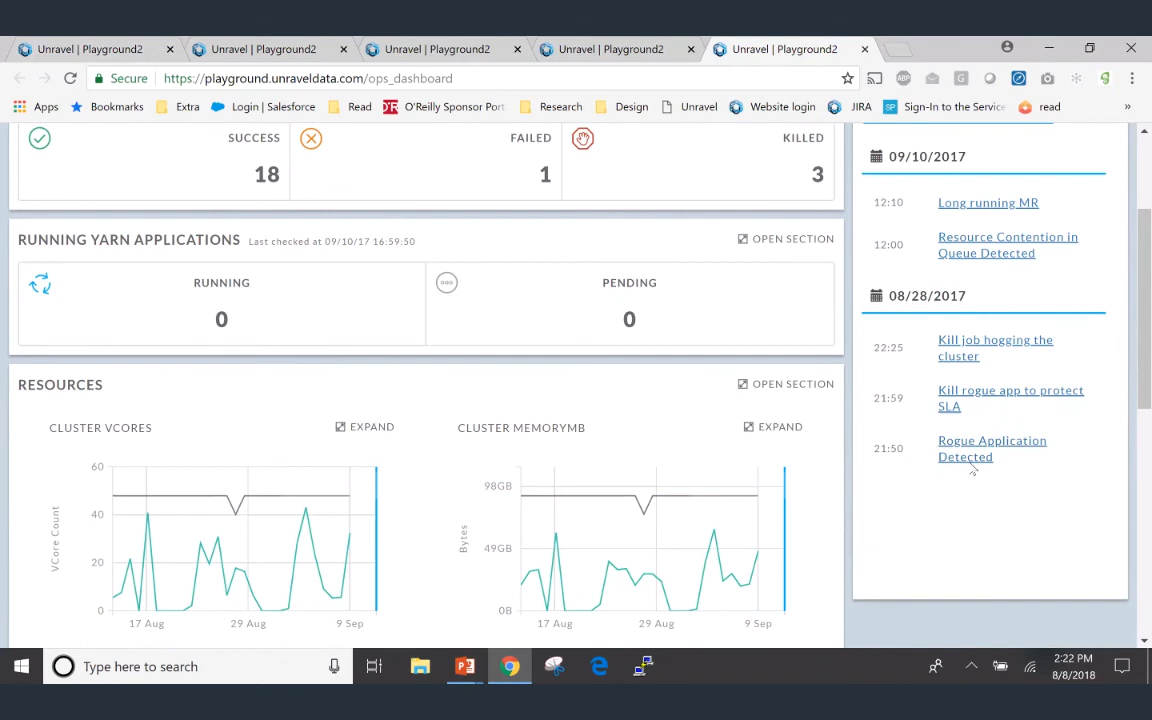 Unravel | Playground2
Unravel | Playground2
Unravel | Playground2
Unravel | Playground2
Unravel | Playground2
Secure https://playground.unraveldata.com/ops_dashboard
Apps Bookmarks Extra Login | Salesforce Read O'Reilly Sponsor Port Research Design Unravel Website login JIRA Sign-In to the Service read »
SUCCESS
18
FAILED
1
KILLED
3
RUNNING YARN APPLICATIONS Last checked at 09/10/17 16:59:50 OPEN SECTION
RUNNING
0
PENDING
0
RESOURCES OPEN SECTION
CLUSTER VCORES EXPAND
VCore Count
60
40
20
0
17 Aug 29 Aug 9 Sep
CLUSTER MEMORYMB EXPAND
Bytes
98GB
49GB
0B
17 Aug 29 Aug 9 Sep
09/10/2017
12:10 Long running MR
12:00 Resource Contention in
Queue Detected
08/28/2017
22:25 Kill job hogging the
cluster
21:59 Kill rogue app to protect
SLA
21:50 Rogue Application
Detected
Type here to search
2:22 PM
8/8/2018